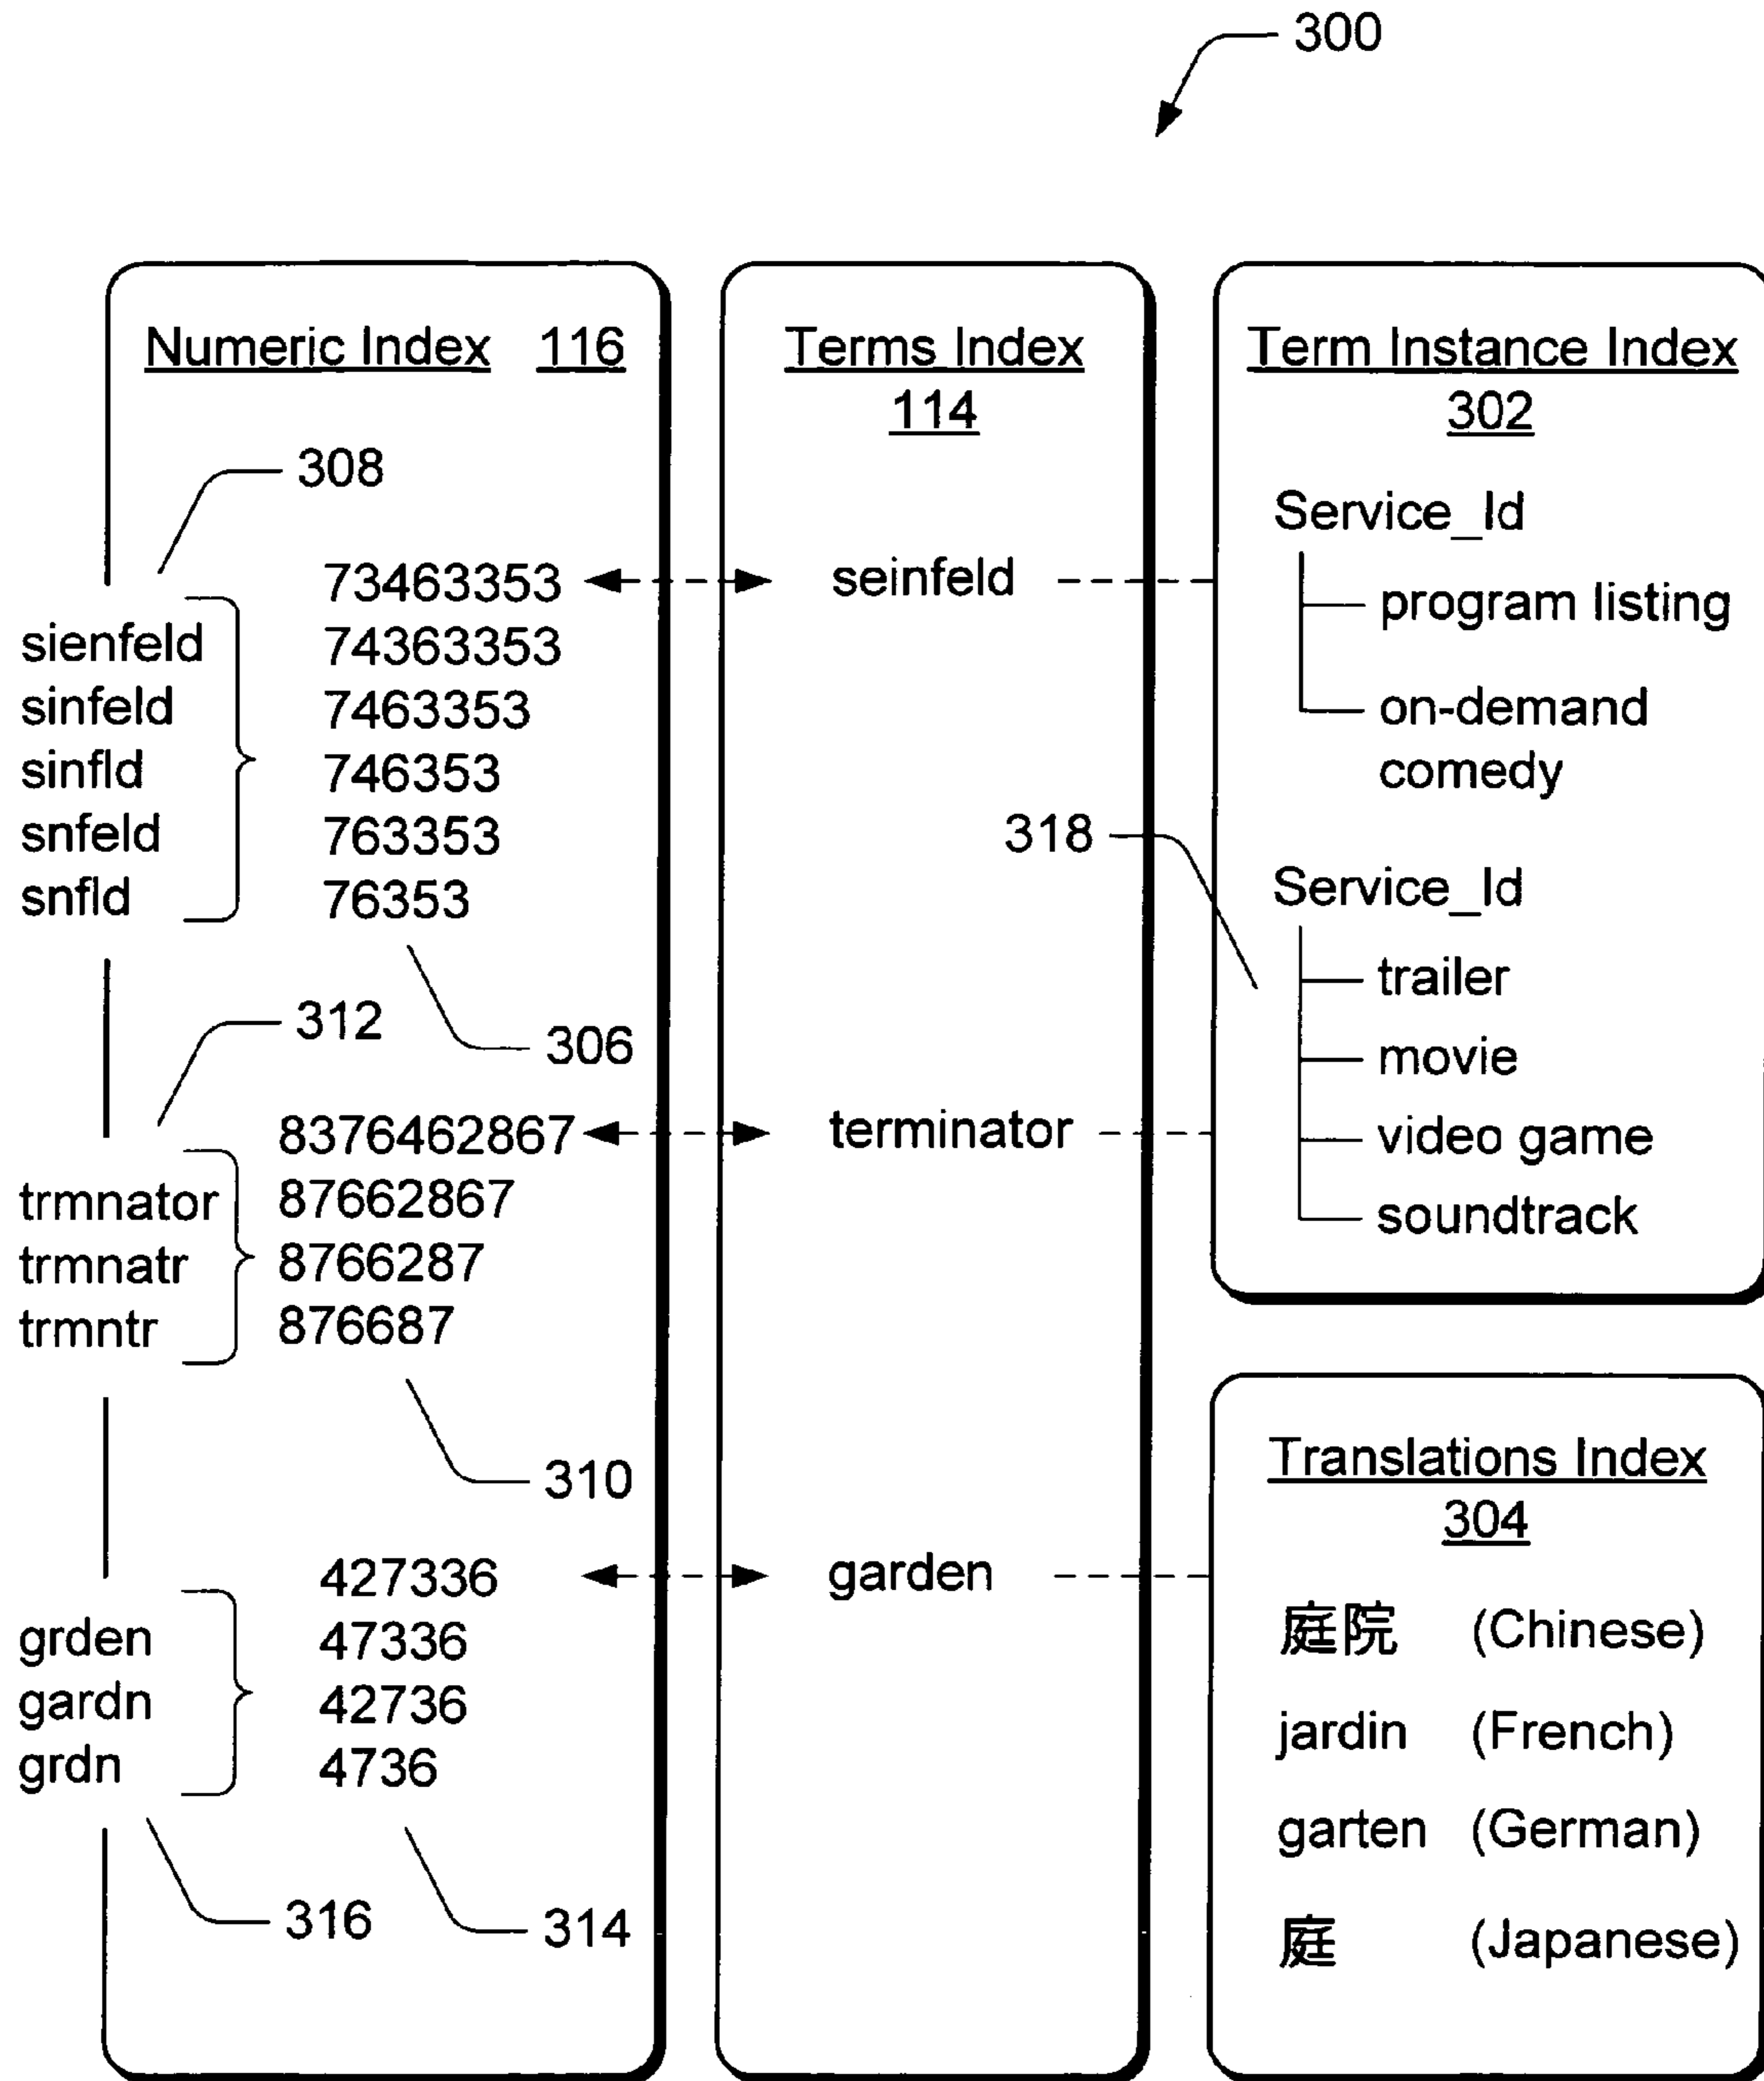 300
Numeric Index 116
308
73463353
sienfeld 74363353
sinfeld 7463353
sinfld 746353
snfeld 763353
snfld 76353
312
306
8376462867
trmnator 87662867
trmnatr 8766287
trmntr 876687
310
427336
grden 47336
gardn 42736
grdn 4736
316
314
Terms Index
114
seinfeld
318
terminator
garden
Term Instance Index
302
Service_Id
program listing
on-demand
comedy
Service_Id
trailer
movie
video game
soundtrack
Translations Index
304
庭院 (Chinese)
jardin (French)
garten (German)
庭 (Japanese)